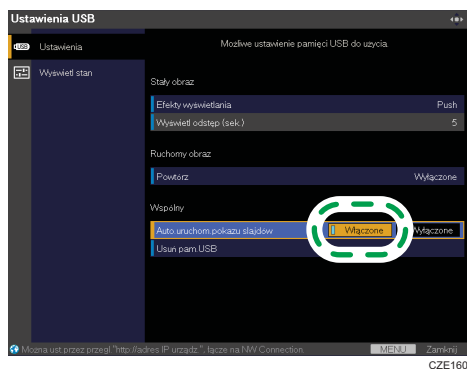 Ustawienia USB
USB Ustawienia
Możliwe ustawienie pamięci USB do użycia.
Wyświetl stan
Stały obraz
Efekty wyświetlania Push
Wyświetl odstęp (sek.) 5
Ruchomy obraz
Powtórz Wyłączone
Wspólny
Auto.uruchom.pokazu slajdów Włączone Wyłączone
Usuń pam.USB
Można ust.przez przegl."http://adres IP urządz.", łącze na NW Connection. MENU Zamknij
CZE160